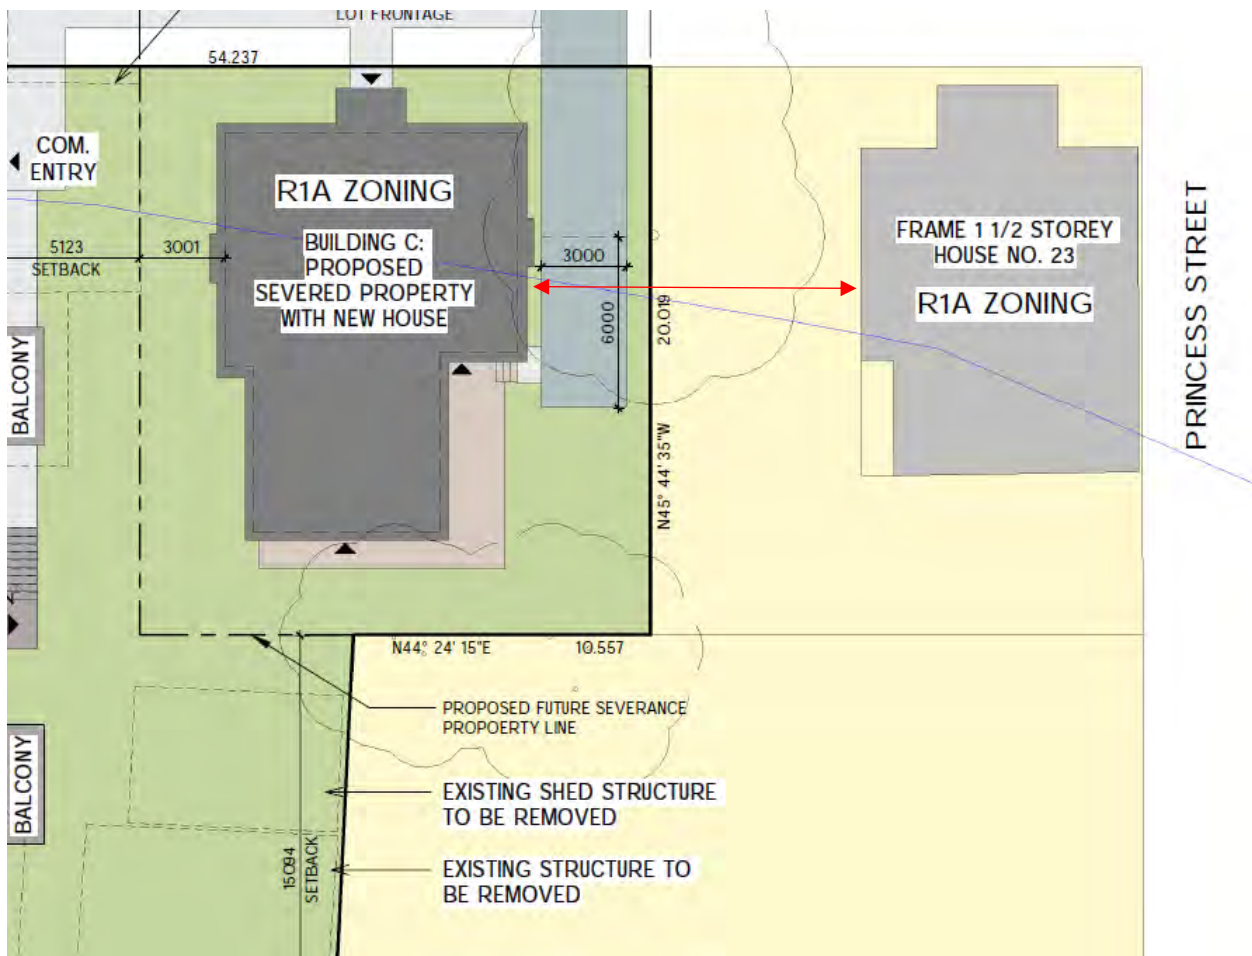 LOT FRONTAGE
54.237
COM.
ENTRY
R1A ZONING
BUILDING C:
PROPOSED
SEVERED PROPERTY
WITH NEW HOUSE
5123
SETBACK
3001
3000
6000
20.019
N45° 44' 35"W
FRAME 1 1/2 STOREY
HOUSE NO. 23
R1A ZONING
PRINCESS STREET
BALCONY
N44° 24' 15"E
10.557
PROPOSED FUTURE SEVERANCE
PROPOERTY LINE
BALCONY
EXISTING SHED STRUCTURE
TO BE REMOVED
15094
SETBACK
EXISTING STRUCTURE TO
BE REMOVED